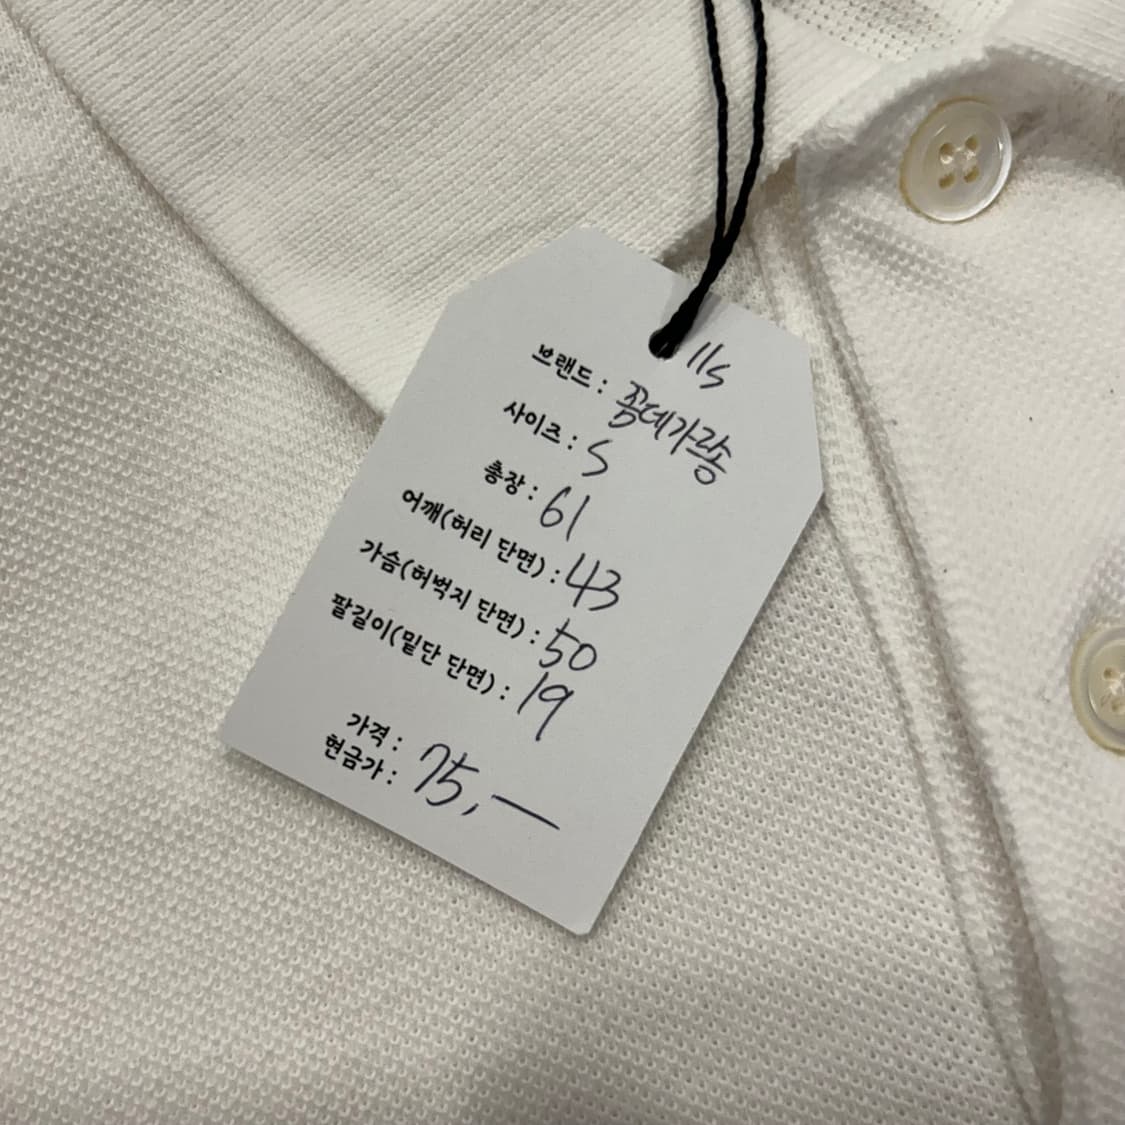 11s
브랜드 : 꼼데가르송
사이즈 : S
총장 : 61
어깨(허리 단면) : 43
가슴(허벅지 단면) : 50
팔길이(밑단 단면) : 19
가격 :
현금가 : 75,—